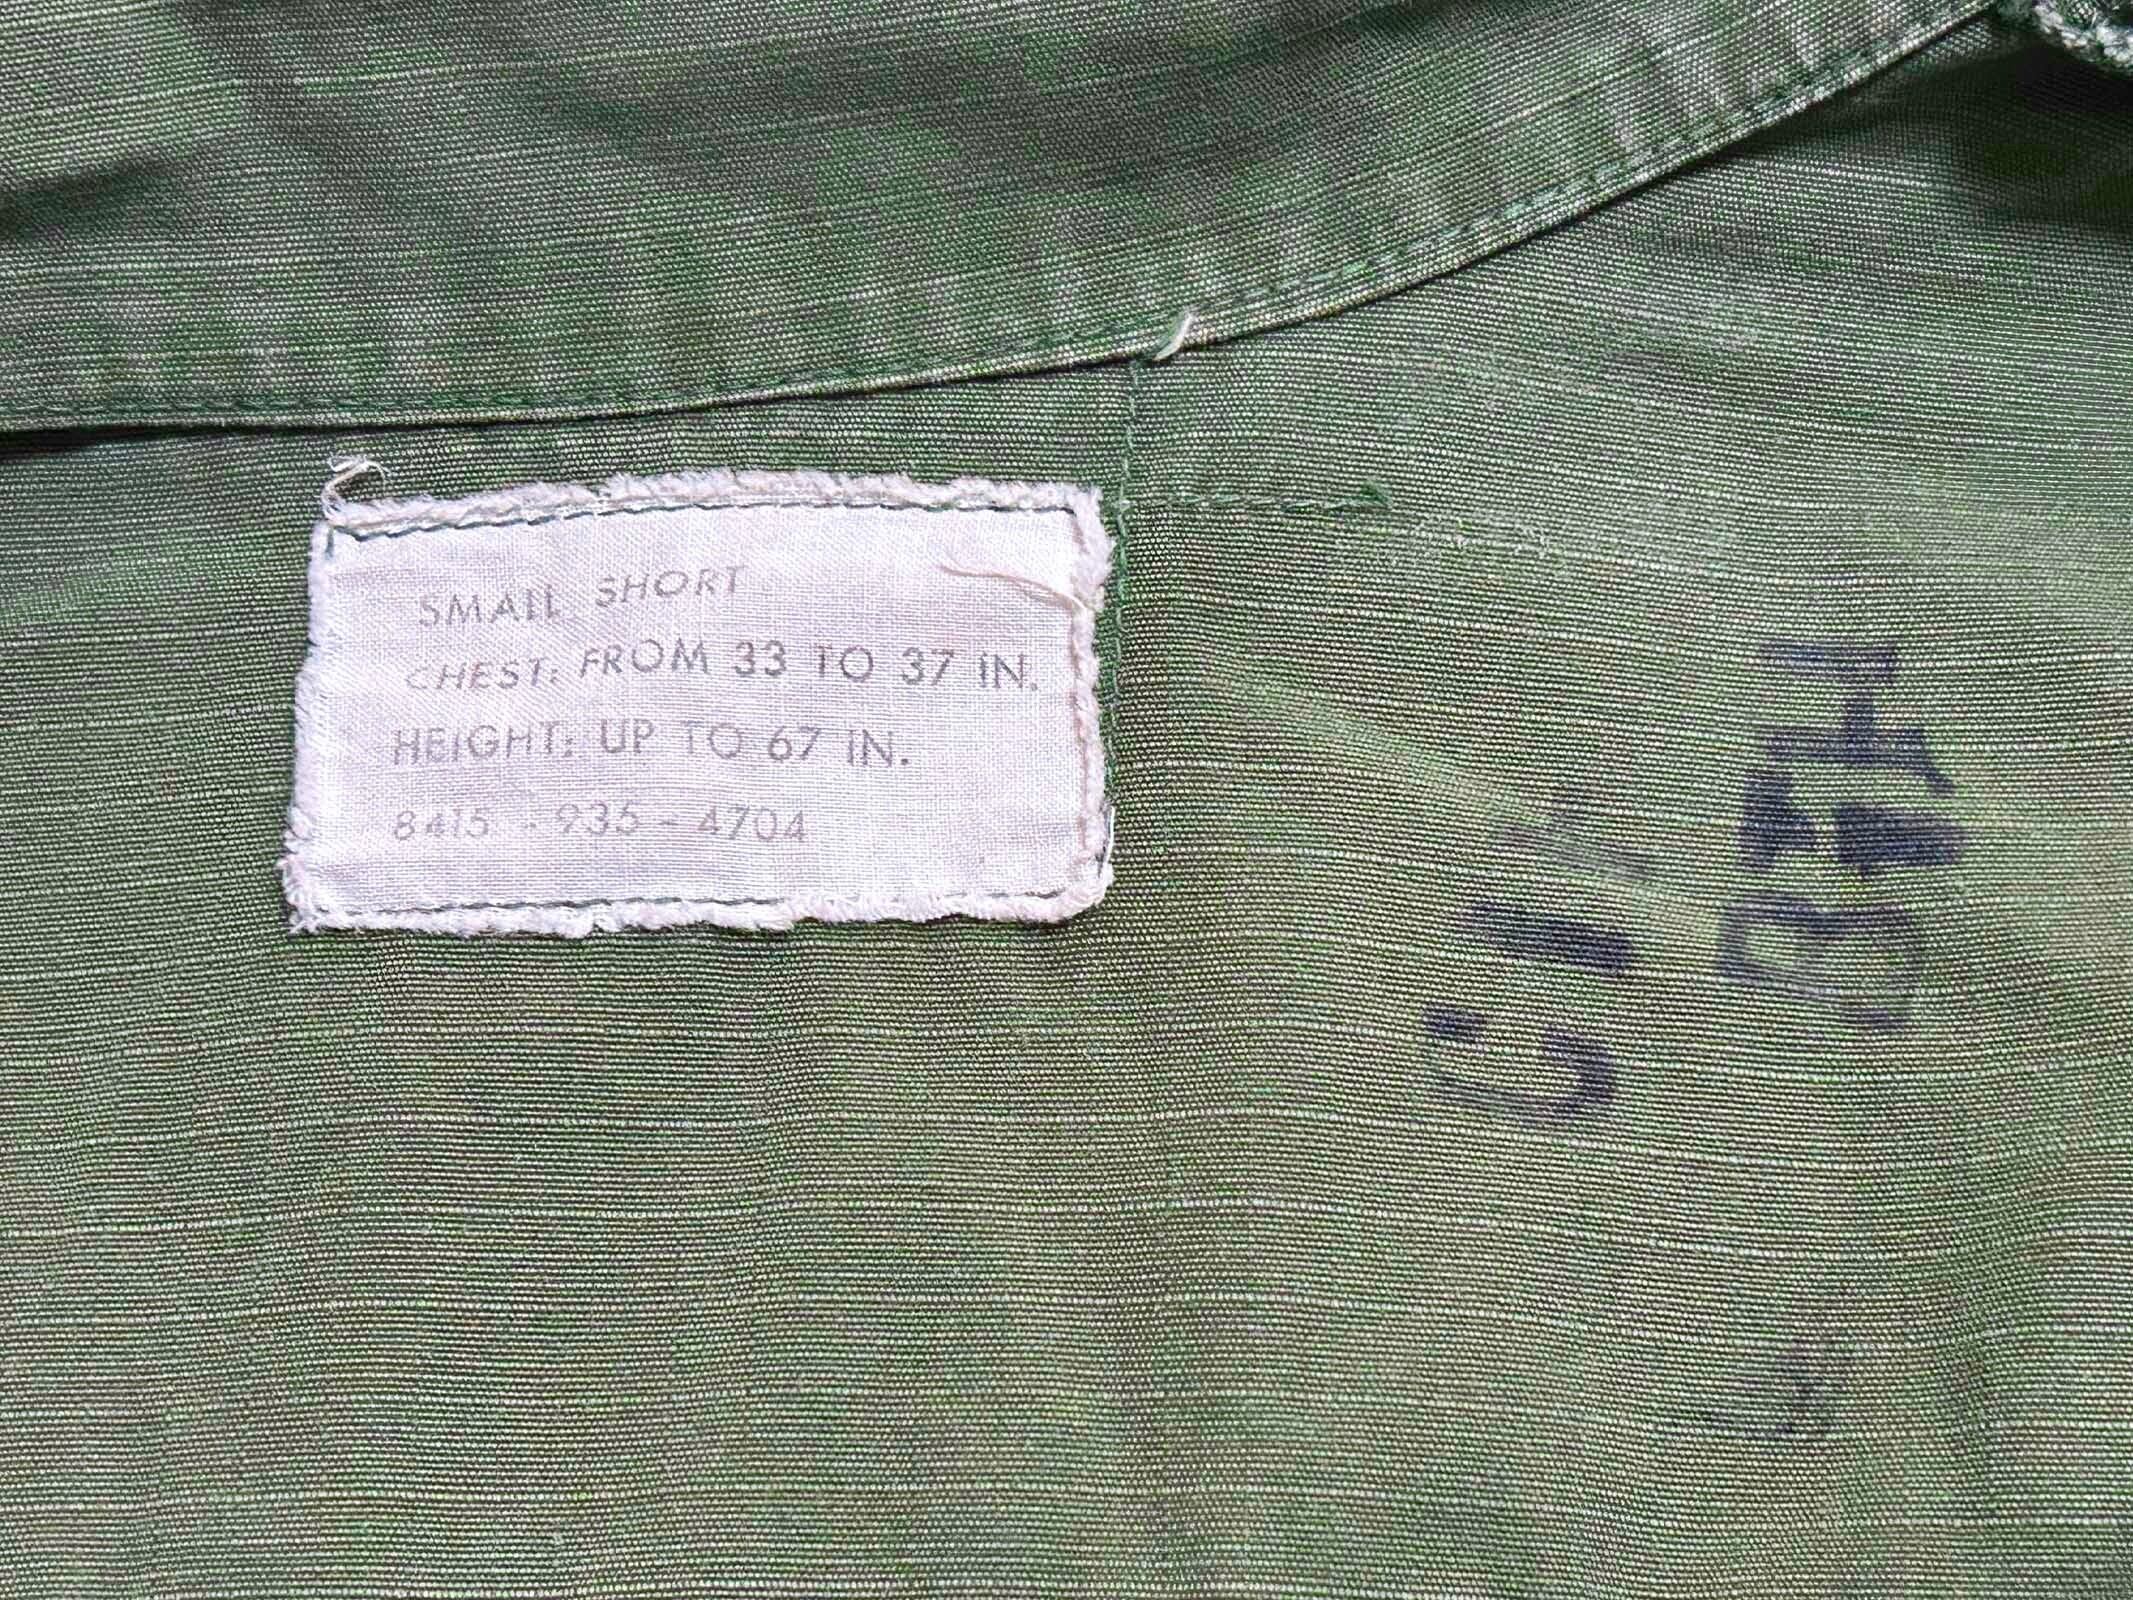 SMALL SHORT
CHEST: FROM 33 TO 37 IN.
HEIGHT: UP TO 67 IN.
8415 - 935 - 4704